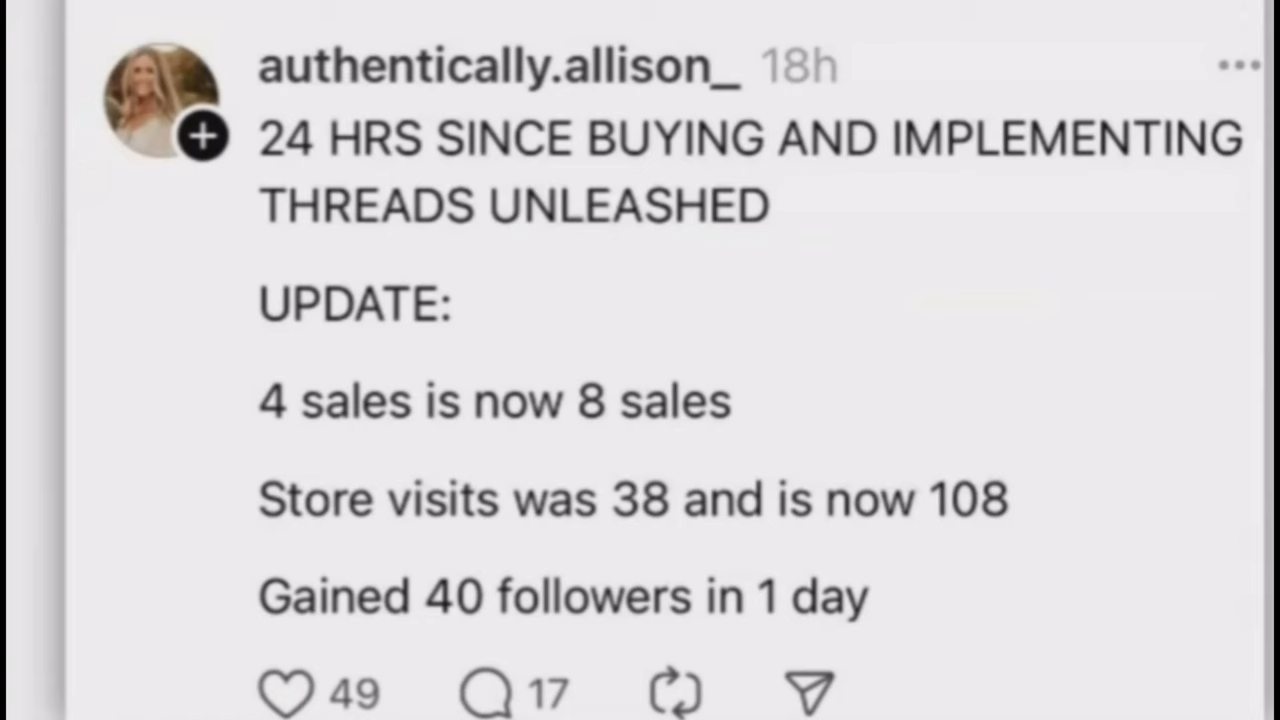 authentically.allison_ 18h
24 HRS SINCE BUYING AND IMPLEMENTING
THREADS UNLEASHED
UPDATE:
4 sales is now 8 sales
Store visits was 38 and is now 108
Gained 40 followers in 1 day
49 17